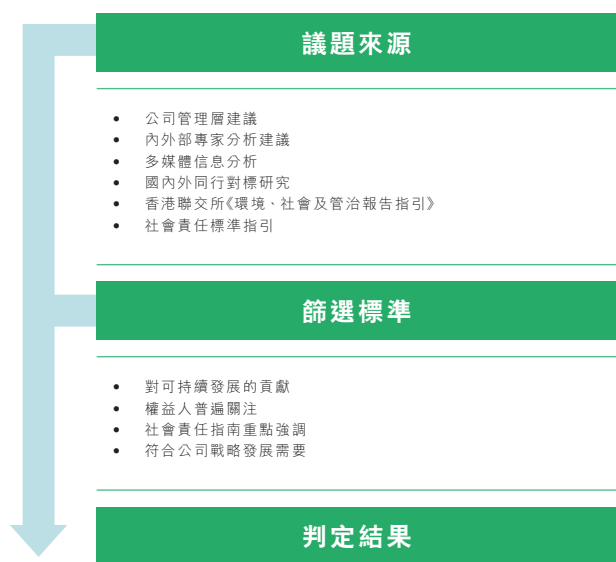 議題來源
• 公司管理層建議
• 內外部專家分析建議
• 多媒體信息分析
• 國內外同行對標研究
• 香港聯交所《環境、社會及管治報告指引》
• 社會責任標準指引
篩選標準
• 對可持續發展的貢獻
• 權益人普遍關注
• 社會責任指南重點強調
• 符合公司戰略發展需要
判定結果